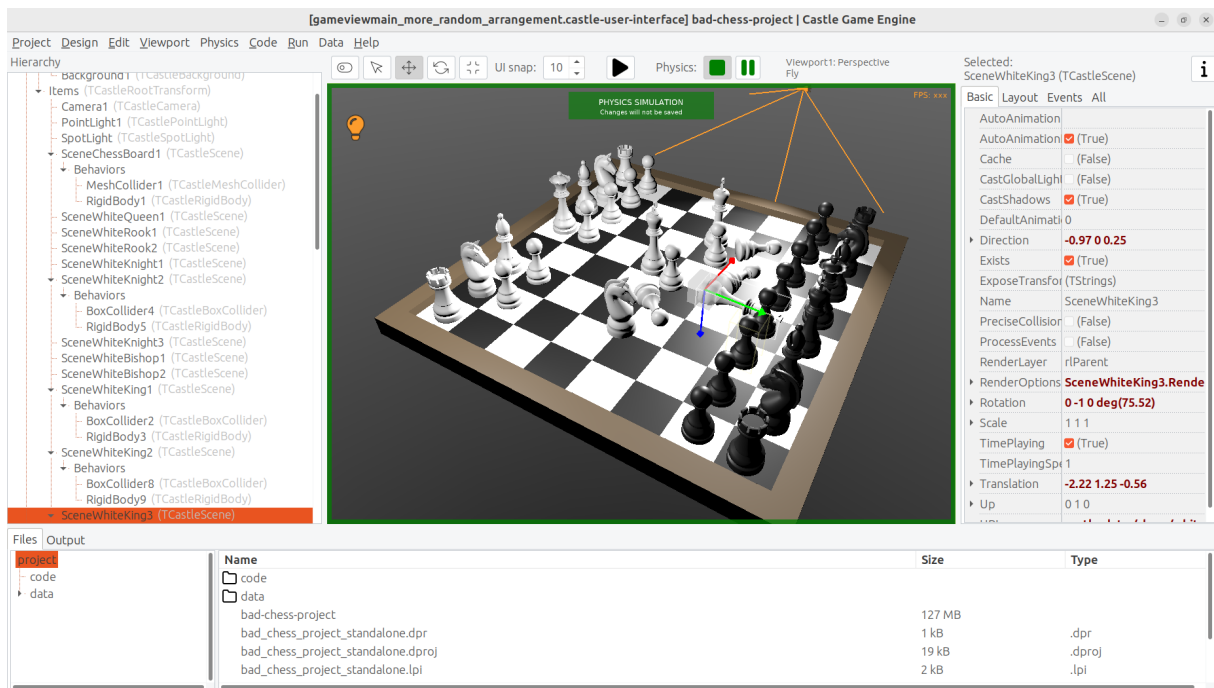 [gameviewmain_more_random_arrangement.castle-user-interface] bad-chess-project | Castle Game Engine
Project Design Edit Viewport Physics Code Run Data Help
Hierarchy
Background1 (TCastleBackground)
Items (TCastleRootTransform)
Camera1 (TCastleCamera)
PointLight1 (TCastlePointLight)
SpotLight (TCastleSpotLight)
SceneChessBoard1 (TCastleScene)
Behaviors
MeshCollider1 (TCastleMeshCollider)
RigidBody1 (TCastleRigidBody)
SceneWhiteQueen1 (TCastleScene)
SceneWhiteRook1 (TCastleScene)
SceneWhiteRook2 (TCastleScene)
SceneWhiteKnight1 (TCastleScene)
SceneWhiteKnight2 (TCastleScene)
Behaviors
BoxCollider4 (TCastleBoxCollider)
RigidBody5 (TCastleRigidBody)
SceneWhiteKnight3 (TCastleScene)
SceneWhiteBishop1 (TCastleScene)
SceneWhiteBishop2 (TCastleScene)
SceneWhiteKing1 (TCastleScene)
Behaviors
BoxCollider2 (TCastleBoxCollider)
RigidBody3 (TCastleRigidBody)
SceneWhiteKing2 (TCastleScene)
Behaviors
BoxCollider8 (TCastleBoxCollider)
RigidBody9 (TCastleRigidBody)
SceneWhiteKing3 (TCastleScene)
UI snap: 10 Physics: Viewport1: Perspective
Fly
PHYSICS SIMULATION
Changes will not be saved
FPS: xxx
Selected:
SceneWhiteKing3 (TCastleScene)
i
Basic Layout Events All
AutoAnimation
AutoAnimation (True)
Cache (False)
CastGlobalLigh (False)
CastShadows (True)
DefaultAnimati 0
Direction -0.97 0 0.25
Exists (True)
ExposeTransfor (TStrings)
Name SceneWhiteKing3
PreciseCollision (False)
ProcessEvents (False)
RenderLayer rlParent
RenderOptions SceneWhiteKing3.Rende
Rotation 0 -1 0 deg(75.52)
Scale 1 1 1
TimePlaying (True)
TimePlayingSpe 1
Translation -2.22 1.25 -0.56
Up 0 1 0
Files Output
project
code
data
Name Size Type
code
data
bad-chess-project 127 MB
bad_chess_project_standalone.dpr 1 kB .dpr
bad_chess_project_standalone.dproj 19 kB .dproj
bad_chess_project_standalone.lpi 2 kB .lpi